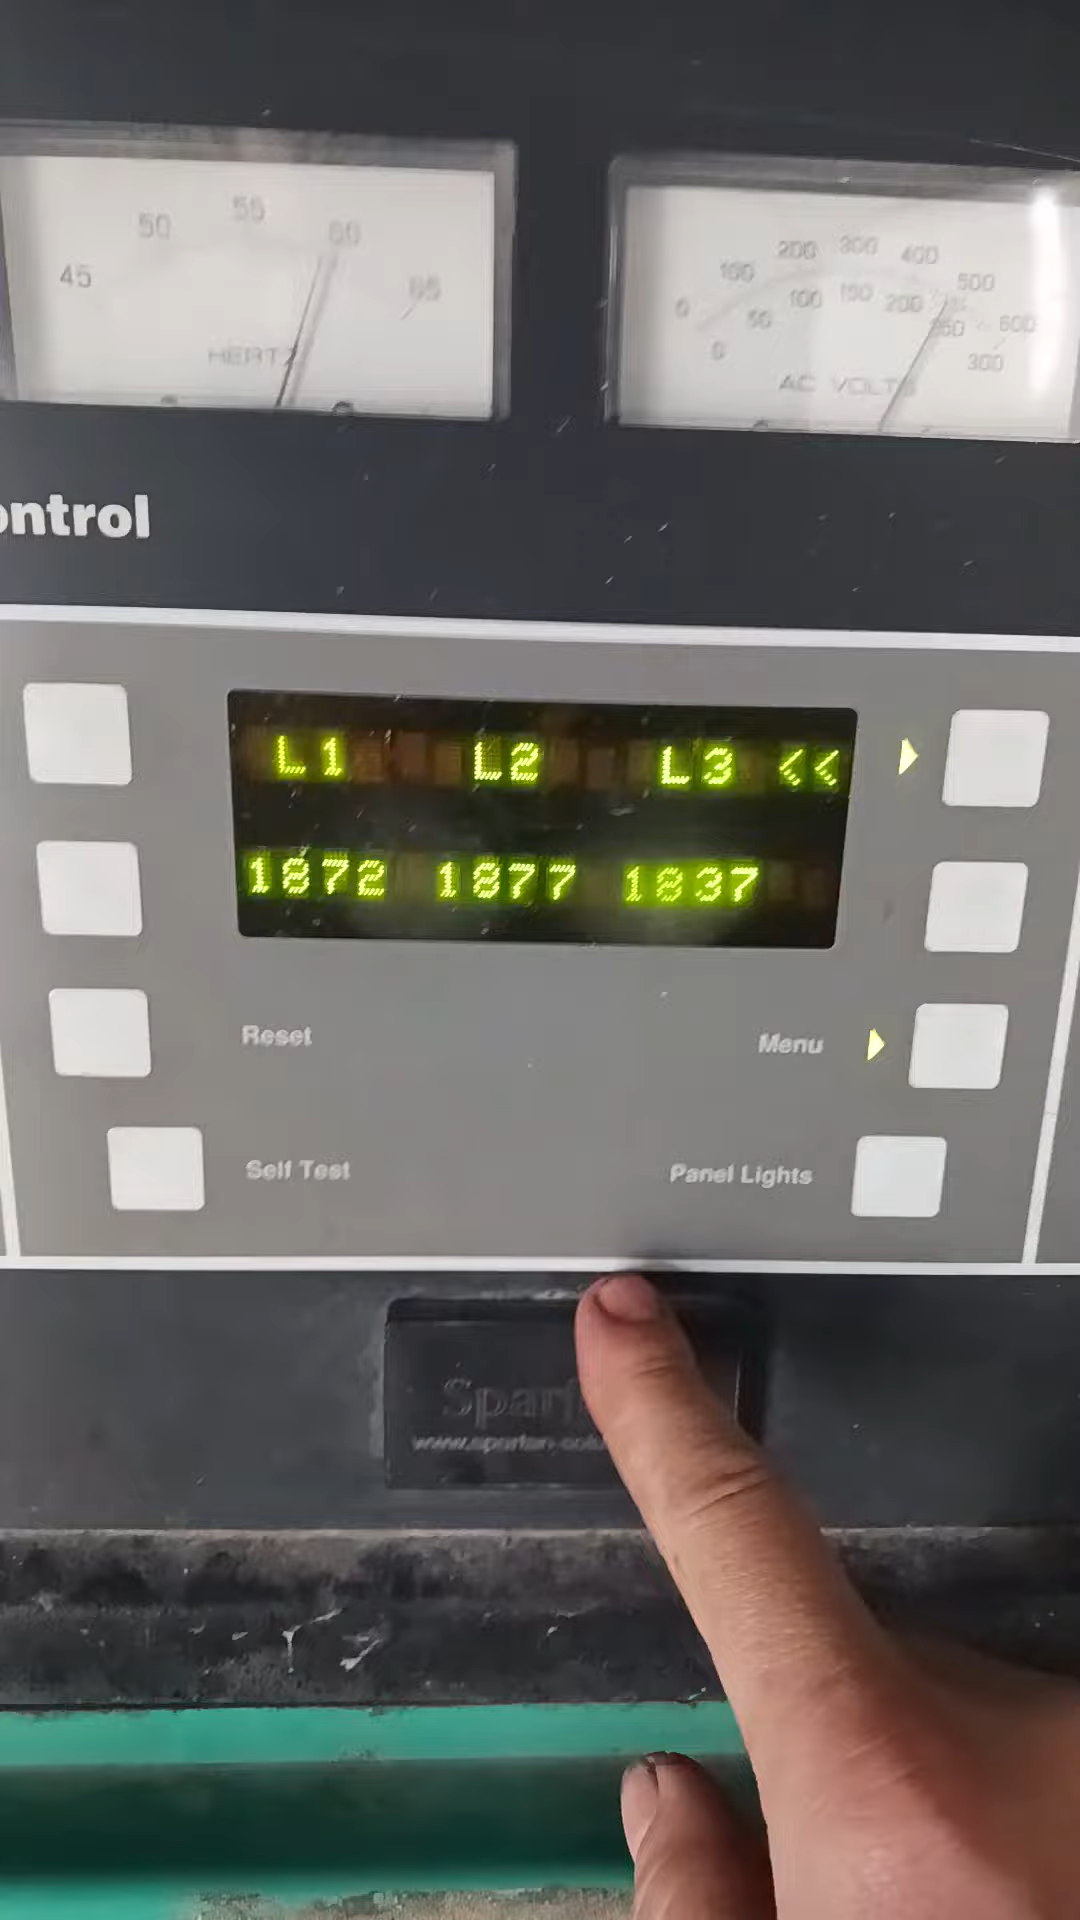 45 50 55 60 65
HERTZ
0 100 200 300 400 500 600
0 50 100 150 200 250 300
AC VOLTS
ontrol
L1 L2 L3 <<
1872 1877 1837
Reset
Menu
Self Test
Panel Lights